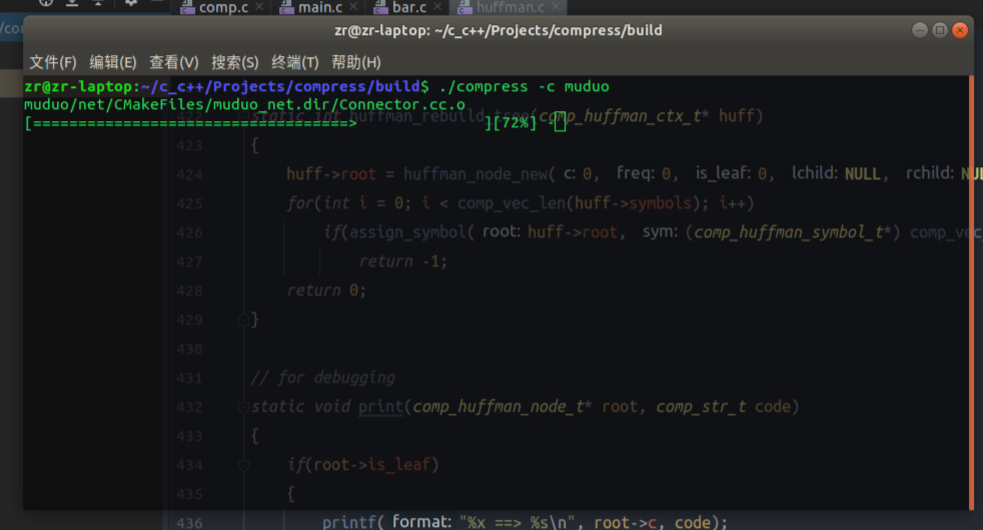 comp.c × main.c × bar.c × huffman.c ×
/co
zr@zr-laptop: ~/c_c++/Projects/compress/build
文件(F) 编辑(E) 查看(V) 搜索(S) 终端(T) 帮助(H)
zr@zr-laptop:~/c_c++/Projects/compress/build$ ./compress -c muduo
muduo/net/CMakeFiles/muduo_net.dir/Connector.cc.o
[===================================> ][72%] -
422 static int huffman_rebuild_tree(comp_huffman_ctx_t* huff)
423 {
424 huff->root = huffman_node_new( c: 0, freq: 0, is_leaf: 0, lchild: NULL, rchild: NUL
425 for(int i = 0; i < comp_vec_len(huff->symbols); i++)
426 if(assign_symbol( root: huff->root, sym: (comp_huffman_symbol_t*) comp_vec
427 return -1;
428 return 0;
429 }
430
431 // for debugging
432 static void print(comp_huffman_node_t* root, comp_str_t code)
433 {
434 if(root->is_leaf)
435 {
436 printf( format: "%x ==> %s\n", root->c, code);